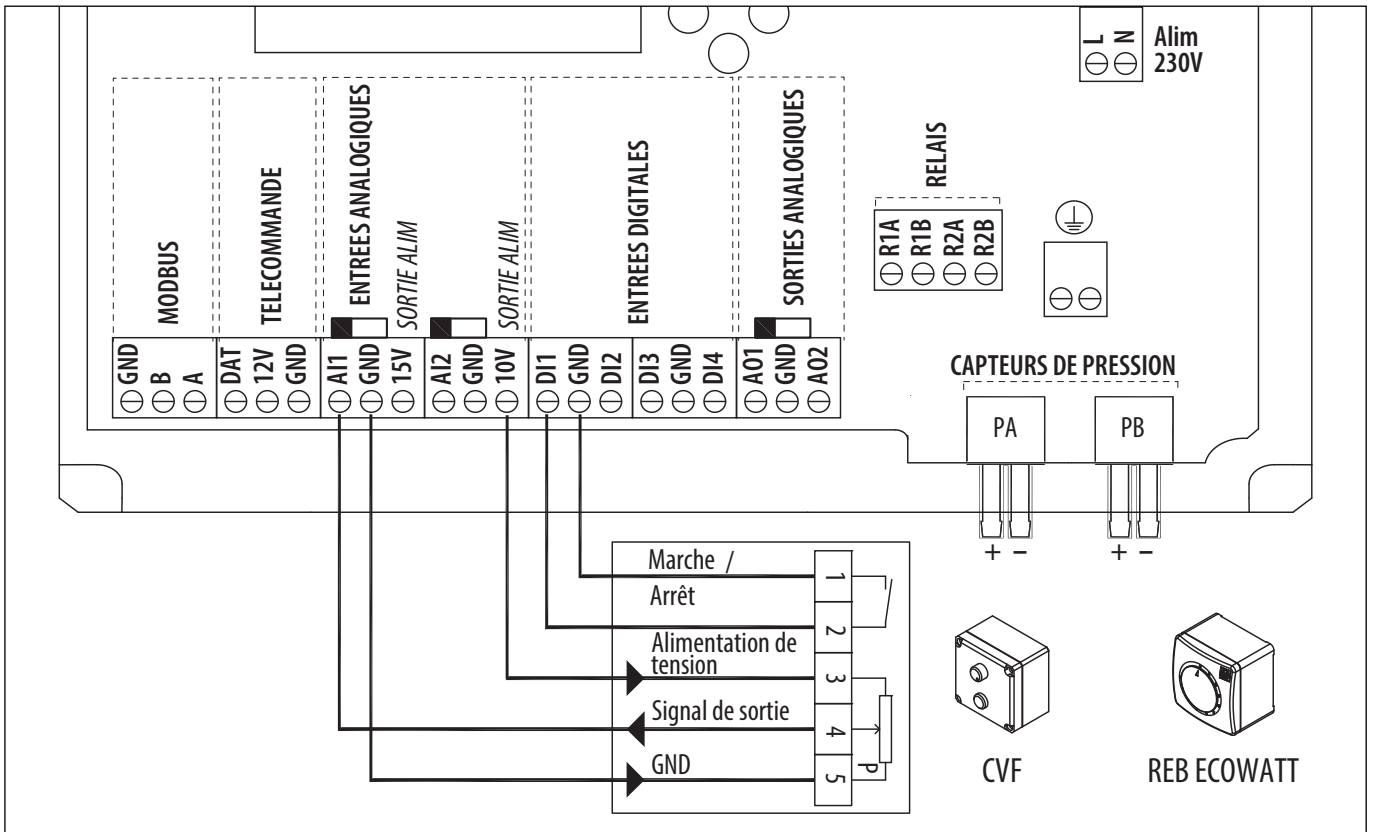 L N
Alim
230V
MODBUS
TELECOMMANDE
ENTREES ANALOGIQUES
SORTIE ALIM
SORTIE ALIM
ENTREES DIGITALES
SORTIES ANALOGIQUES
RELAIS
R1A R1B R2A R2B
GND B A DAT 12V GND AI1 GND 15V AI2 GND 10V DI1 GND DI2 DI3 GND DI4 AO1 GND AO2
CAPTEURS DE PRESSION
PA PB
+ − + −
Marche / 1
Arrêt 2
Alimentation de
tension 3
Signal de sortie 4
GND 5
P
CVF REB ECOWATT